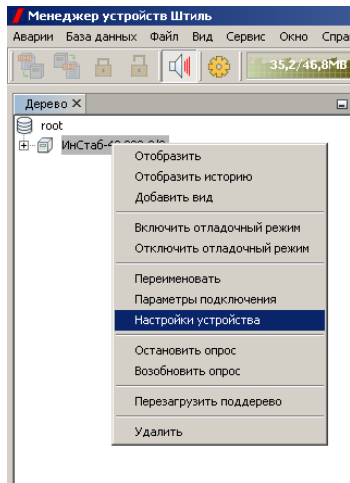 Менеджер устройств Штиль
Аварии База данных Файл Вид Сервис Окно Спра
35,2/46,8MB
Дерево
root
Отобразить
Отобразить историю
Добавить вид
Включить отладочный режим
Отключить отладочный режим
Переименовать
Параметры подключения
Настройки устройства
Остановить опрос
Возобновить опрос
Перезагрузить поддерево
Удалить